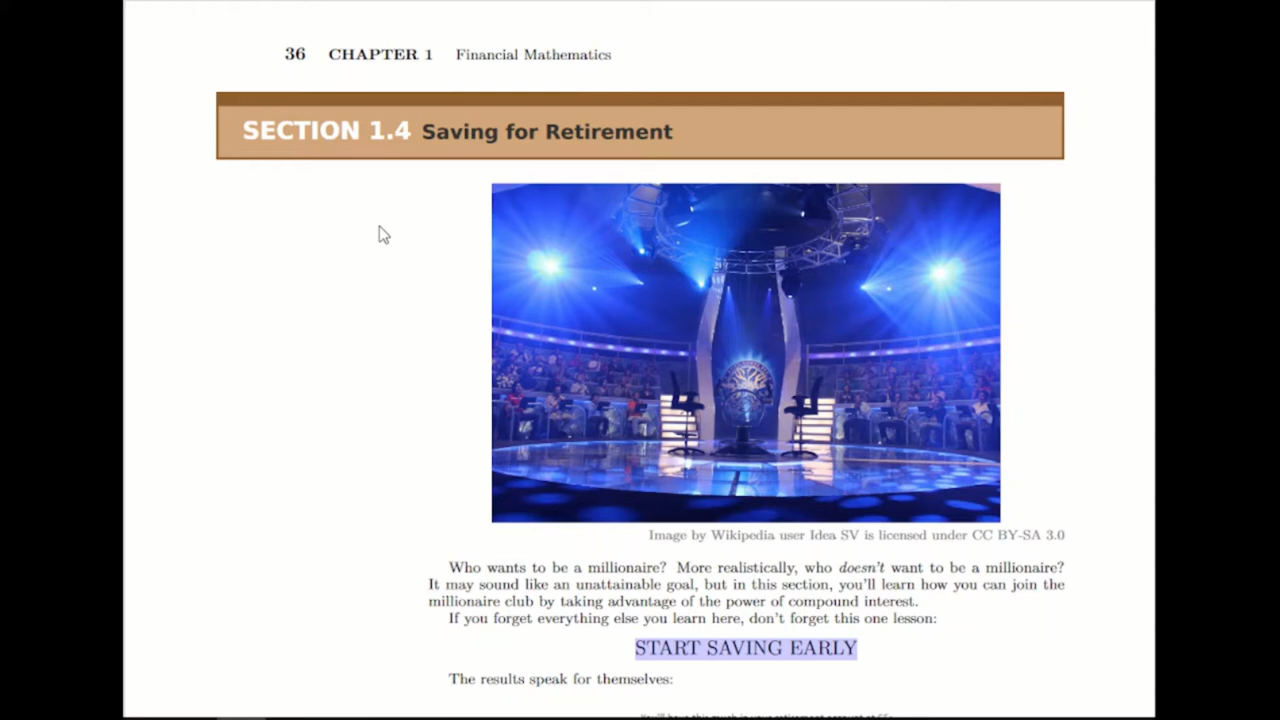 36 CHAPTER 1 Financial Mathematics
SECTION 1.4 Saving for Retirement
Image by Wikipedia user Idea SV is licensed under CC BY-SA 3.0
Who wants to be a millionaire? More realistically, who doesn't want to be a millionaire?
It may sound like an unattainable goal, but in this section, you'll learn how you can join the
millionaire club by taking advantage of the power of compound interest.
If you forget everything else you learn here, don't forget this one lesson:
START SAVING EARLY
The results speak for themselves: